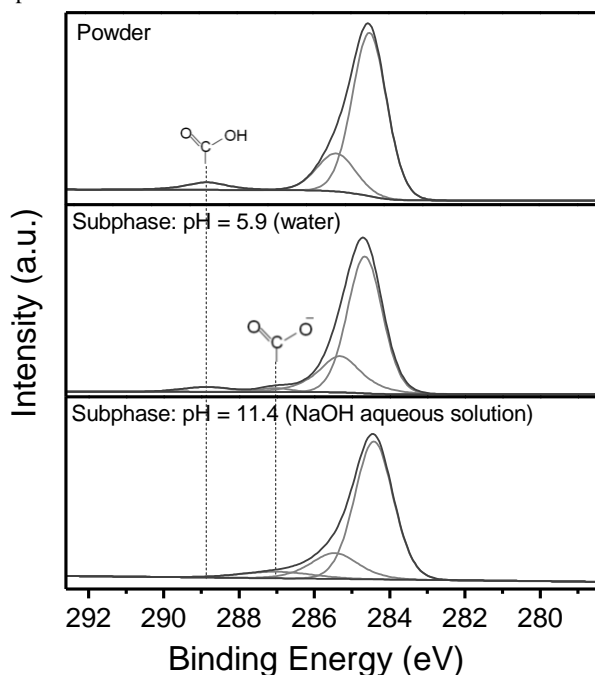 Powder
O
OH
C
Subphase: pH = 5.9 (water)
O
O⁻
C
Subphase: pH = 11.4 (NaOH aqueous solution)
Intensity (a.u.)
292 290 288 286 284 282 280
Binding Energy (eV)